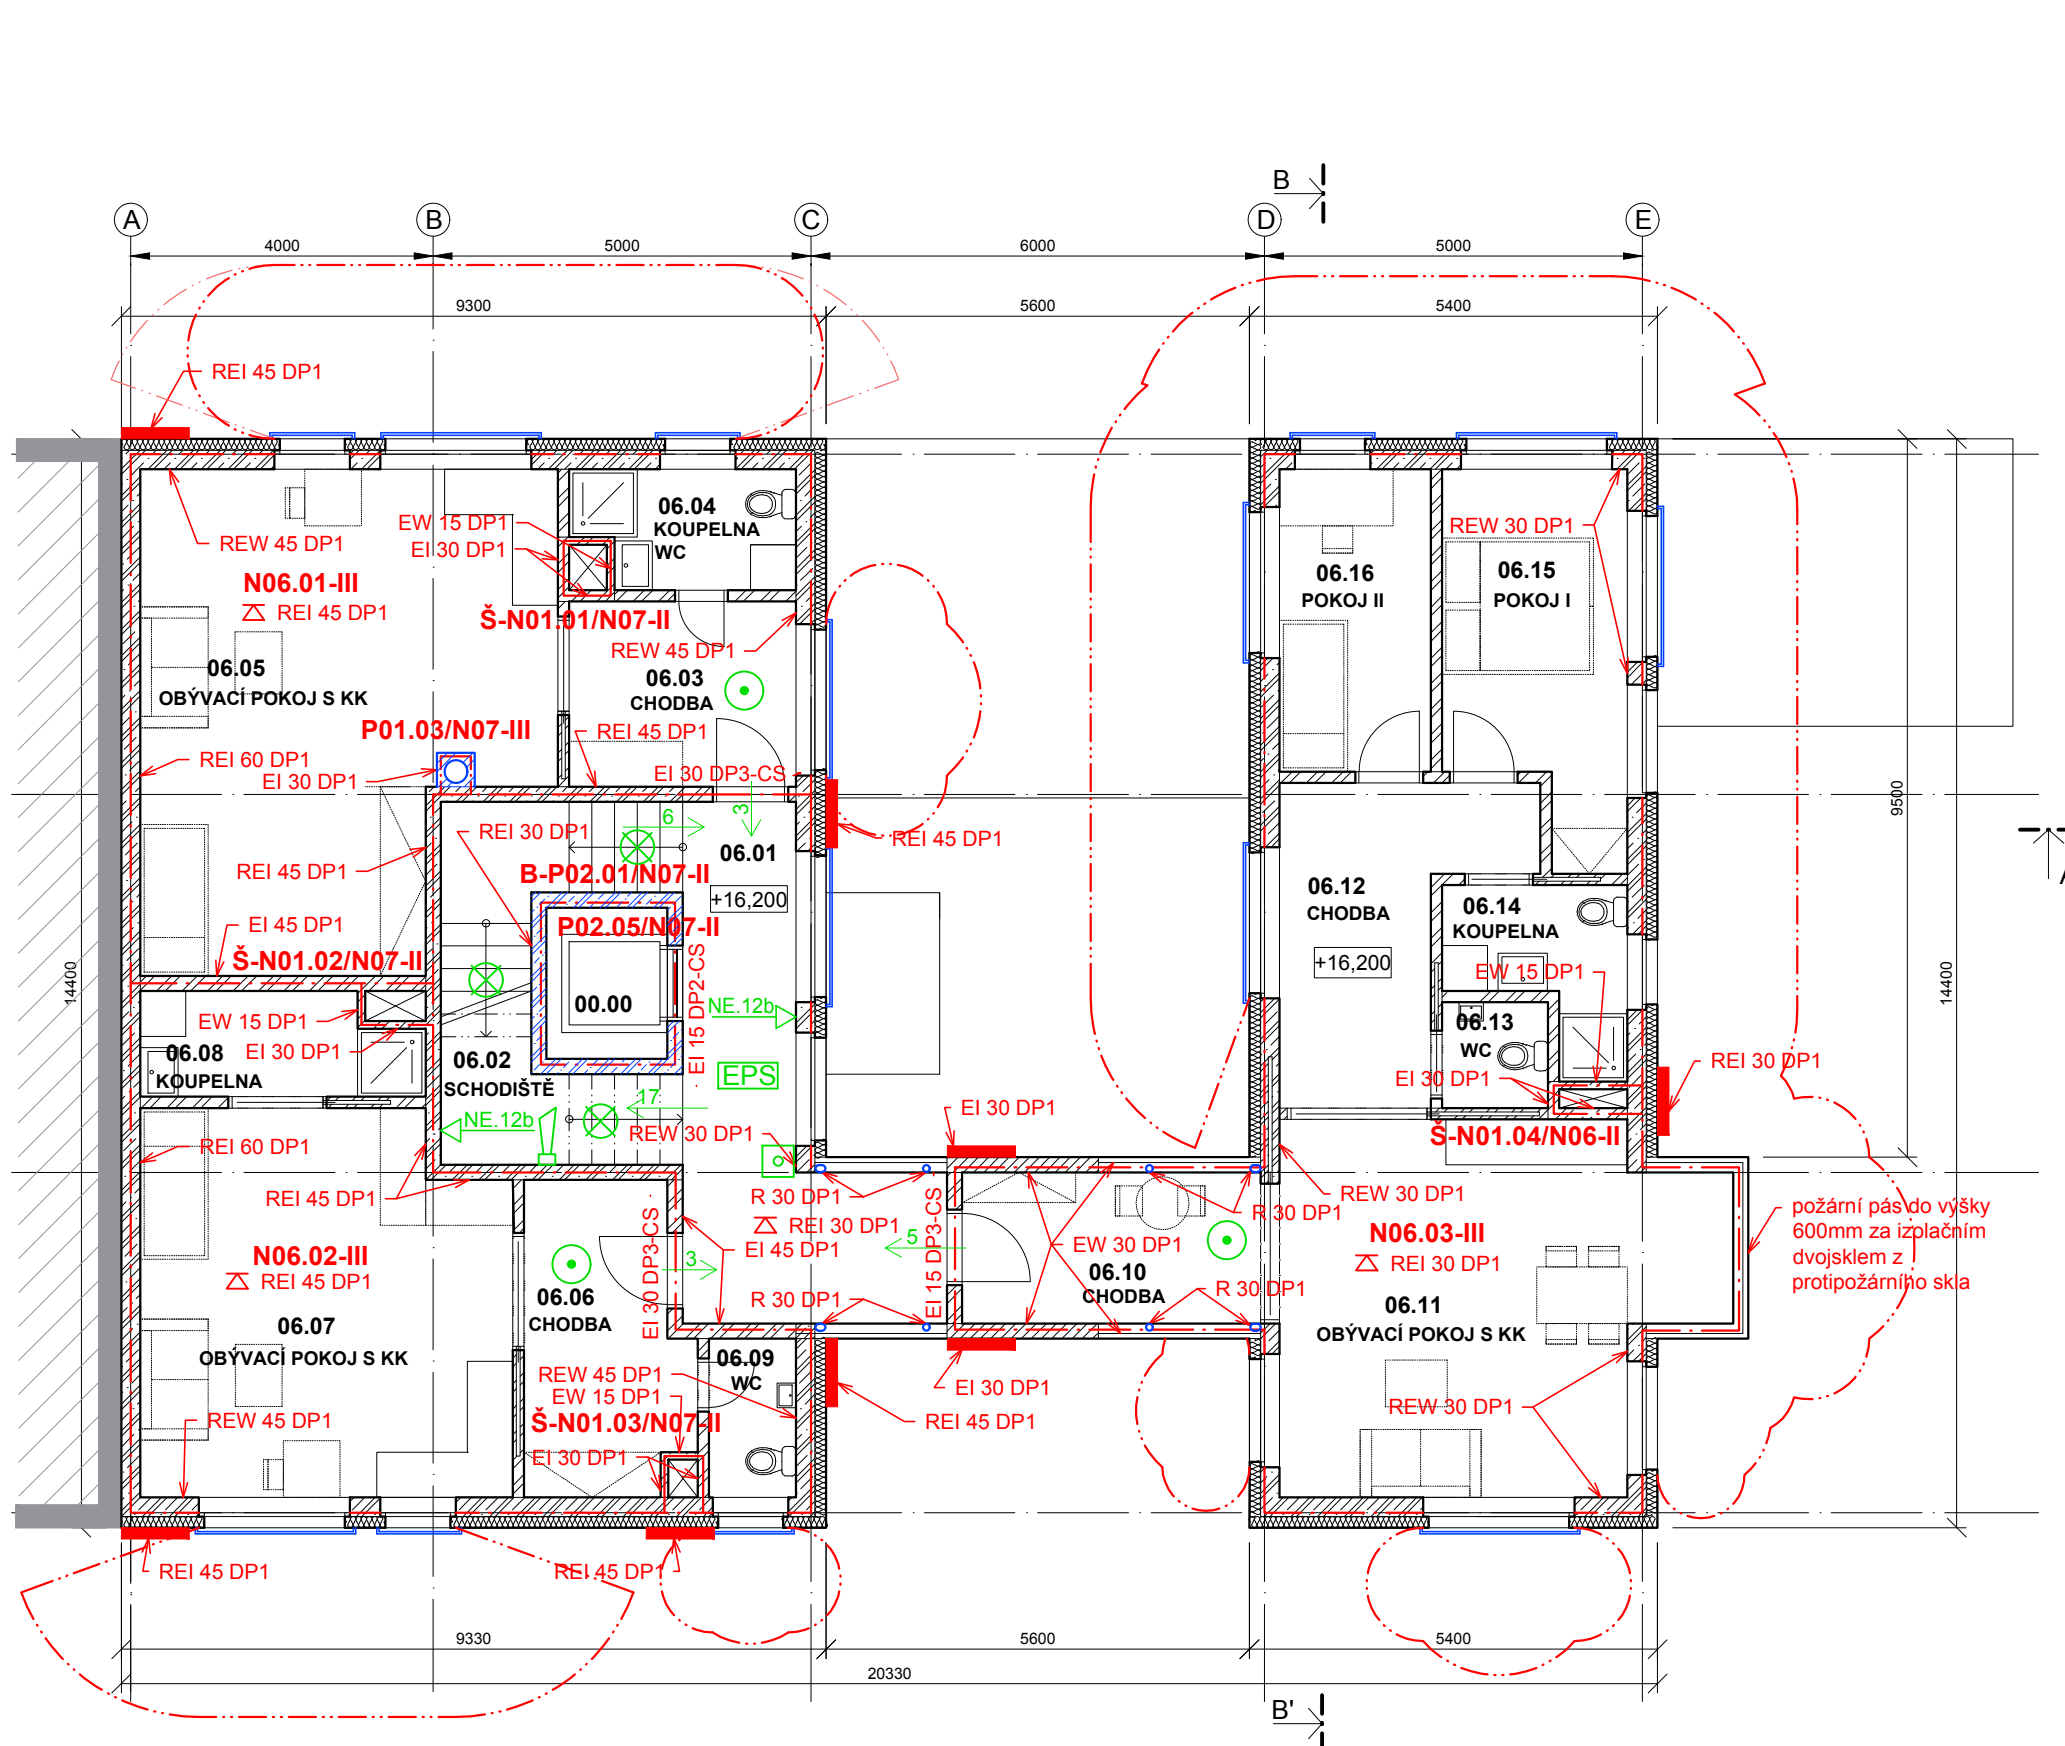 B
A
B
C
D
E
4000
5000
6000
5000
9300
5600
5400
REI 45 DP1
REW 45 DP1
EW 15 DP1
EI 30 DP1
06.04
KOUPELNA
WC
REW 30 DP1
N06.01-III
REI 45 DP1
Š-N01.01/N07-II
REW 45 DP1
06.16
POKOJ II
06.15
POKOJ I
06.05
OBÝVACÍ POKOJ S KK
06.03
CHODBA
P01.03/N07-III
REI 45 DP1
REI 60 DP1
EI 30 DP1
EI 30 DP3-CS
3
6
REI 30 DP1
06.01
REI 45 DP1
9500
B-P02.01/N07-II
+16,200
REI 45 DP1
P02.05/N07-II
EI 45 DP1
Š-N01.02/N07-II
06.12
CHODBA
06.14
KOUPELNA
+16,200
EW 15 DP1
14400
14400
00.00
EI 15 DP2-CS
NE.12b
EW 15 DP1
EI 30 DP1
06.08
KOUPELNA
06.02
SCHODIŠTĚ
EPS
06.13
WC
EI 30 DP1
REI 30 DP1
17
NE.12b
REW 30 DP1
EI 30 DP1
Š-N01.04/N06-II
REI 60 DP1
REI 45 DP1
R 30 DP1
REI 30 DP1
EI 45 DP1
EI 30 DP3-CS
3
5
EI 15 DP3-CS
R 30 DP1
EW 30 DP1
06.10
CHODBA
R 30 DP1
R 30 DP1
REW 30 DP1
N06.03-III
REI 30 DP1
požární pás do výšky
600mm za izolačním
dvojsklem z
protipožárního skla
N06.02-III
REI 45 DP1
06.06
CHODBA
06.07
OBÝVACÍ POKOJ S KK
06.11
OBÝVACÍ POKOJ S KK
06.09
WC
REW 45 DP1
EW 15 DP1
Š-N01.03/N07-II
EI 30 DP1
EI 30 DP1
REI 45 DP1
REW 45 DP1
REW 30 DP1
REI 45 DP1
REI 45 DP1
9330
5600
5400
20330
B'